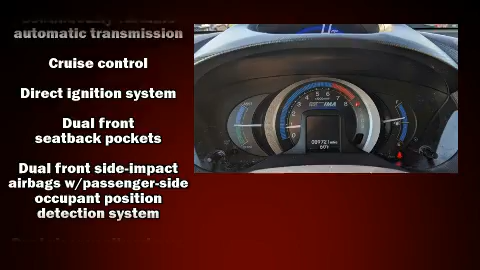 automatic transmission
Cruise control
Direct ignition system
Dual front
seatback pockets
Dual front side-impact
airbags w/passenger-side
occupant position
detection system
IMA